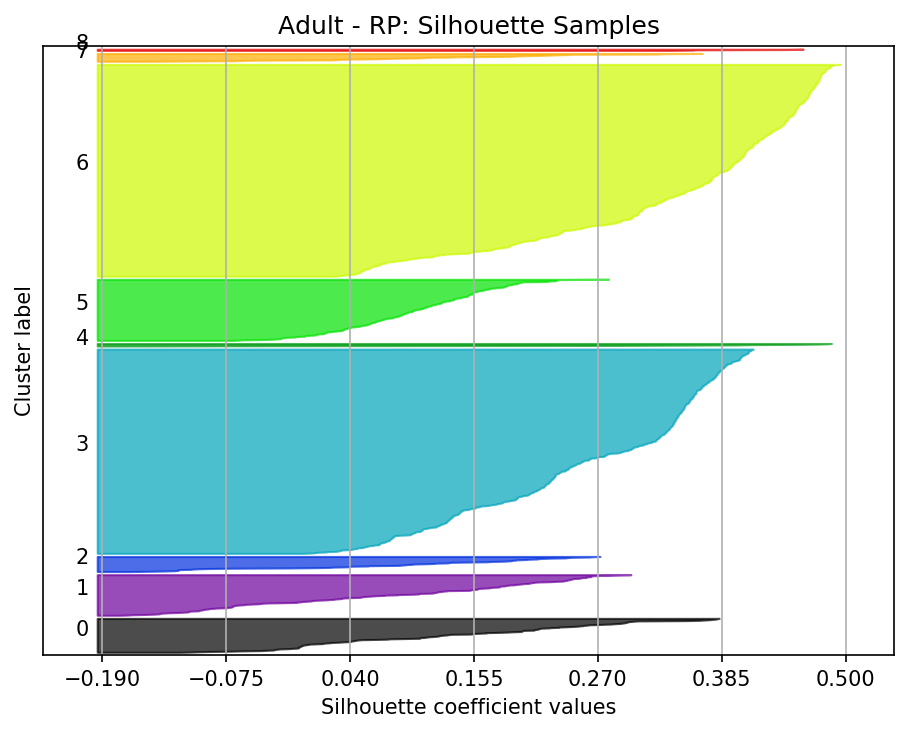 Adult - RP: Silhouette Samples
8
7
6
5
4
3
2
1
0
Cluster label
−0.190 −0.075 0.040 0.155 0.270 0.385 0.500
Silhouette coefficient values